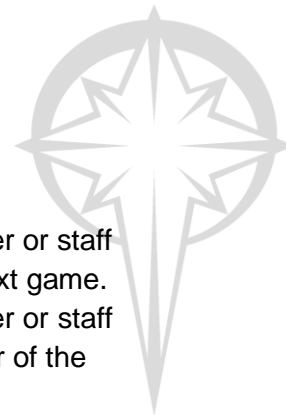 er or staff
xt game.
er or staff
r of the